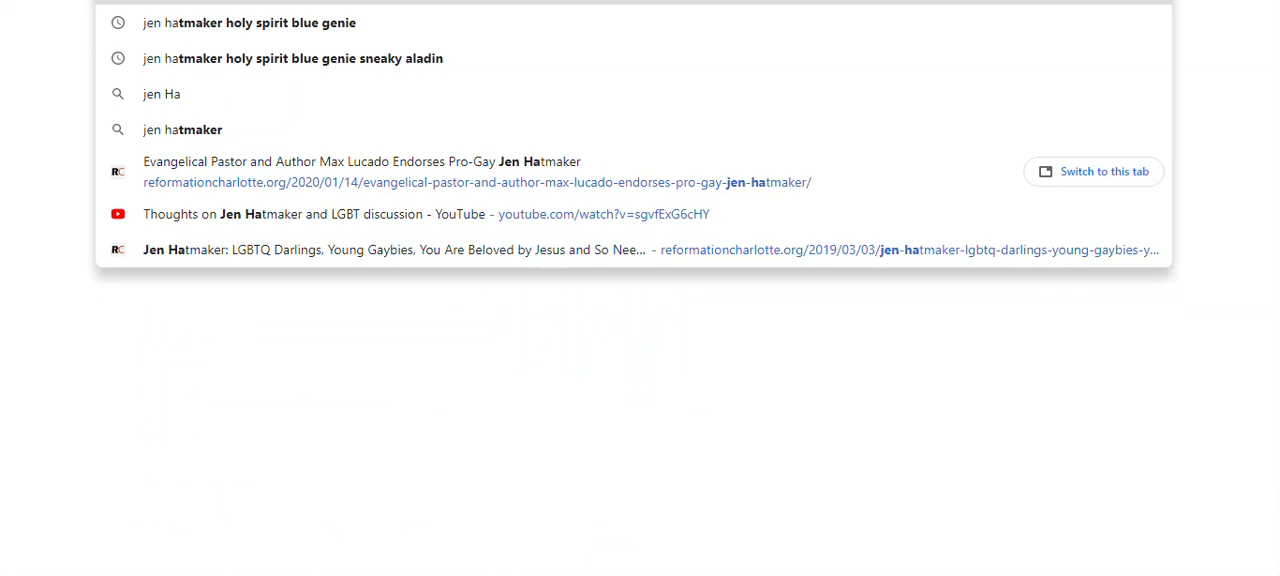 jen hatmaker holy spirit blue genie
jen hatmaker holy spirit blue genie sneaky aladin
jen Ha
jen hatmaker
RC Evangelical Pastor and Author Max Lucado Endorses Pro-Gay Jen Hatmaker
reformationcharlotte.org/2020/01/14/evangelical-pastor-and-author-max-lucado-endorses-pro-gay-jen-hatmaker/
Switch to this tab
Thoughts on Jen Hatmaker and LGBT discussion - YouTube - youtube.com/watch?v=sgvfExG6cHY
RC Jen Hatmaker: LGBTQ Darlings, Young Gaybies, You Are Beloved by Jesus and So Nee... - reformationcharlotte.org/2019/03/03/jen-hatmaker-lgbtq-darlings-young-gaybies-y...